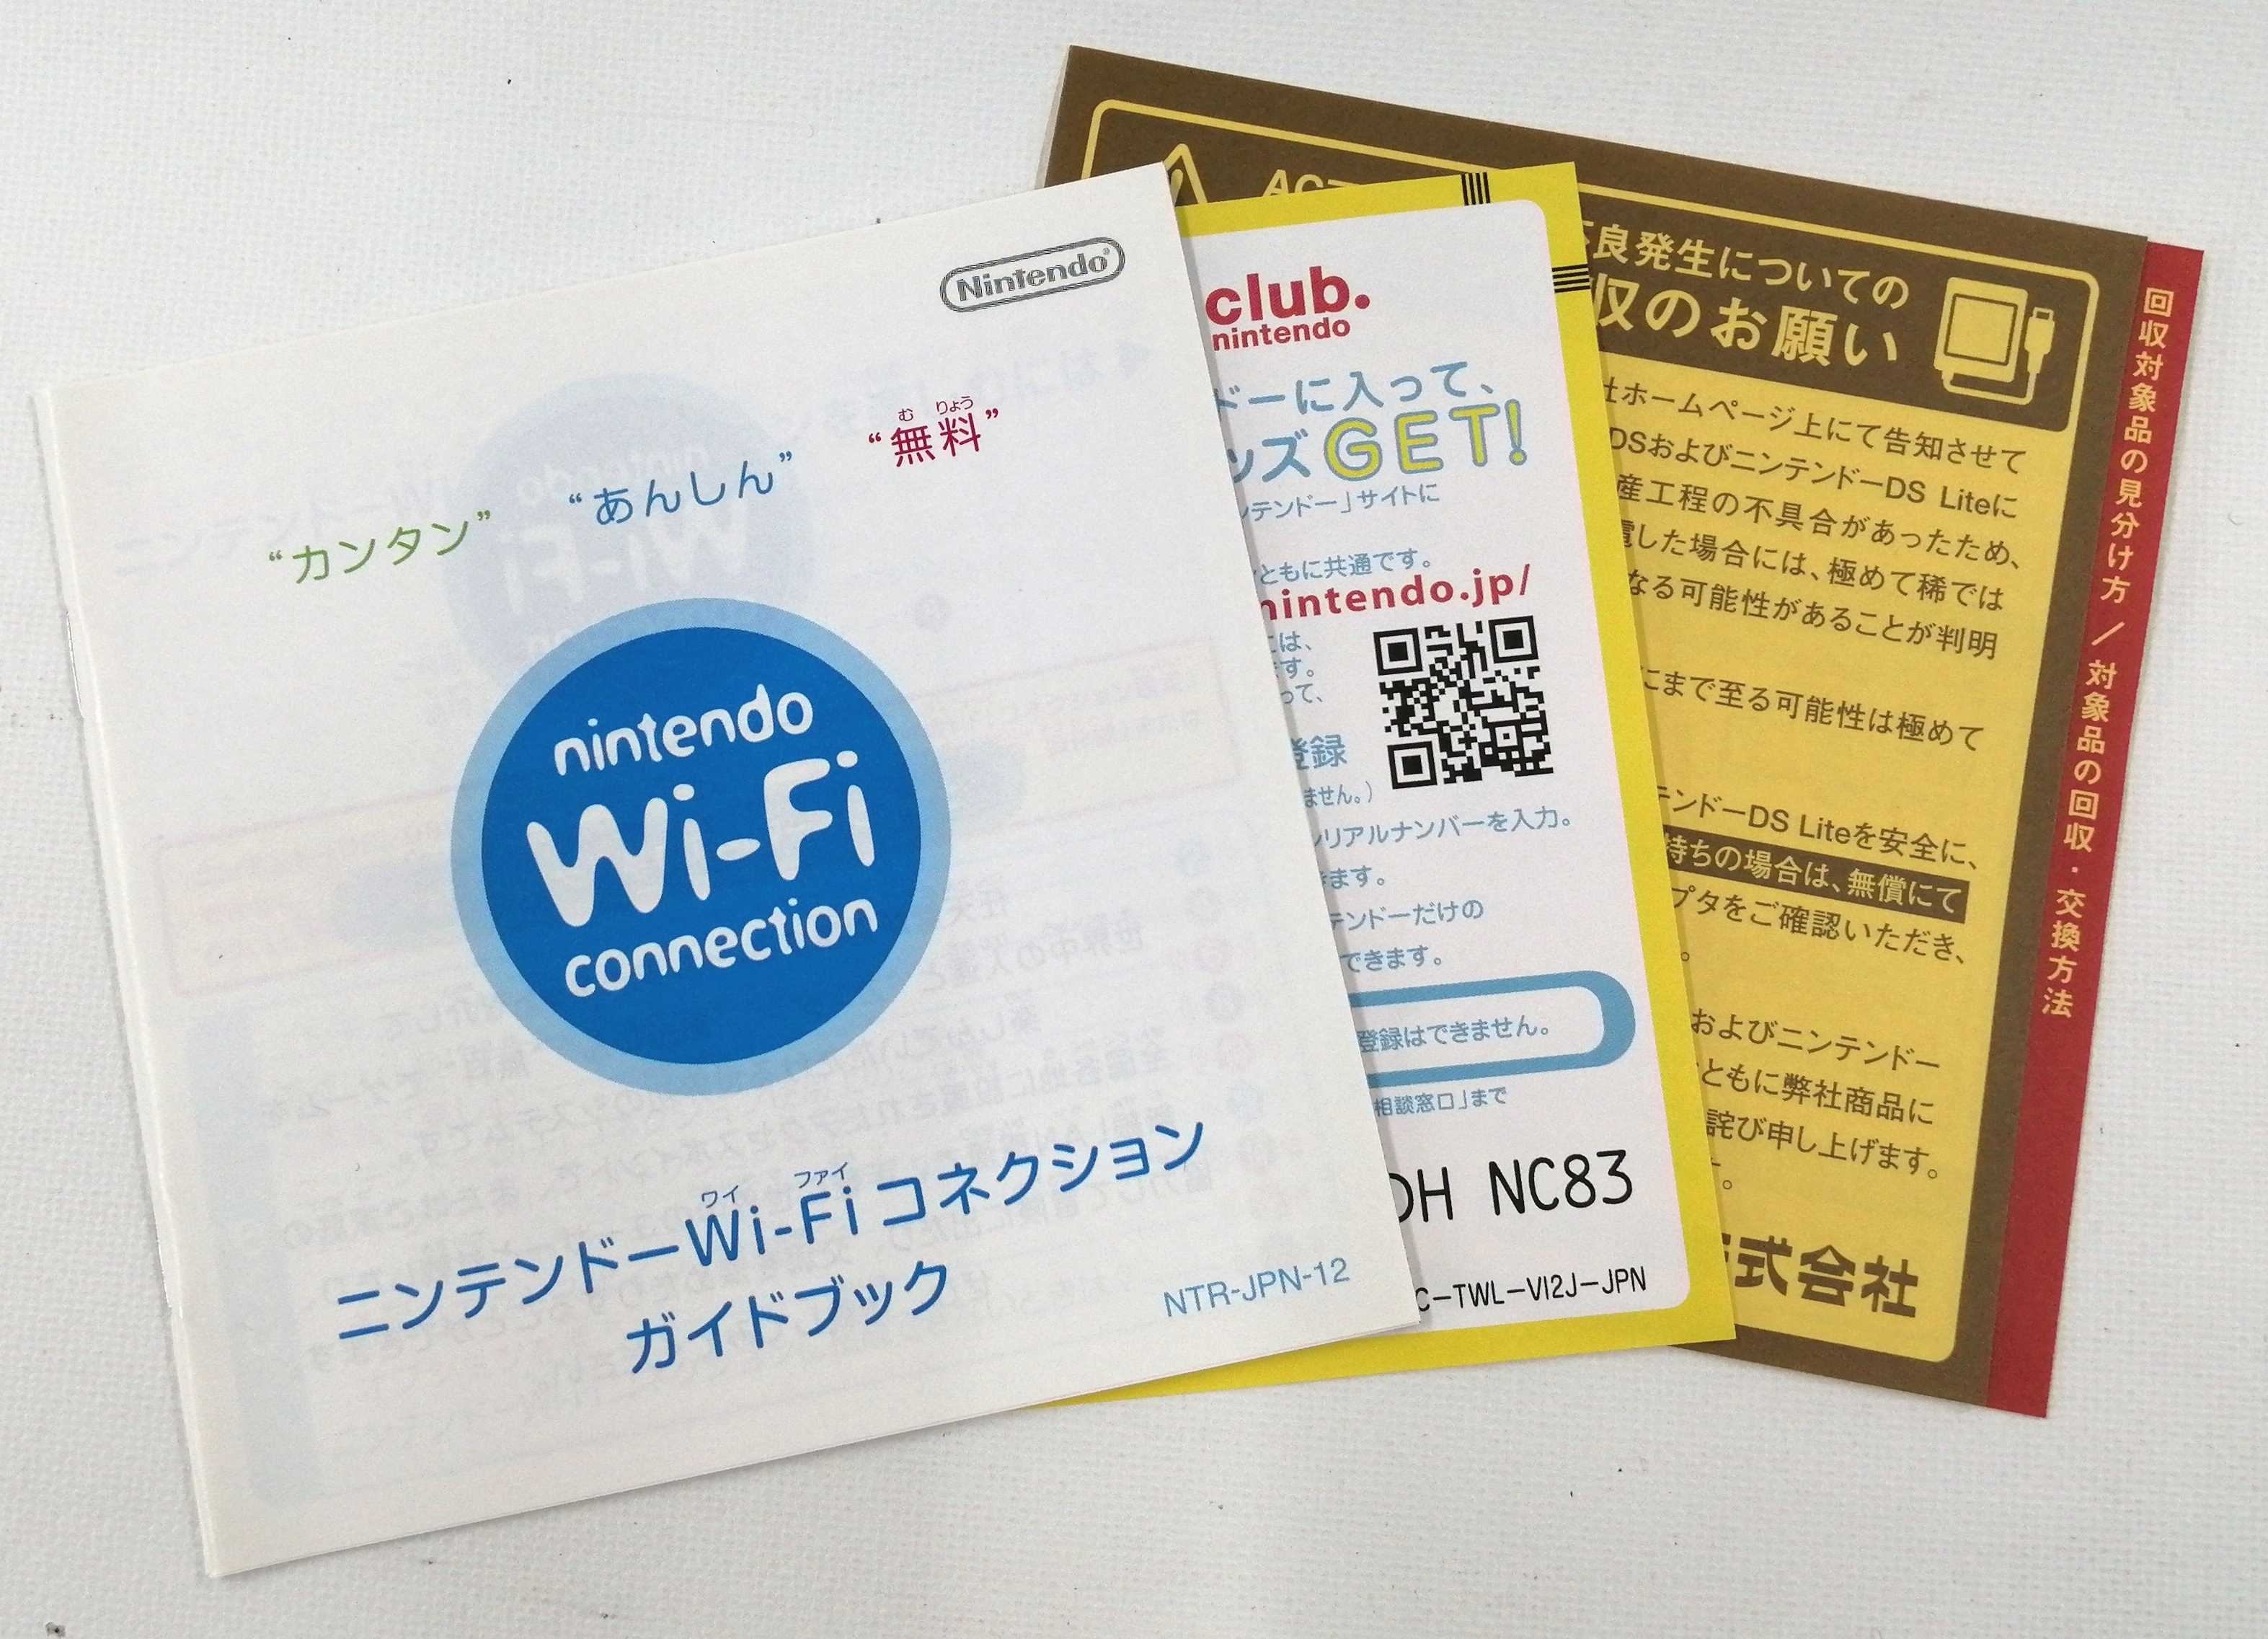 Nintendo
“カンタン” “あんしん” “無料”
む りょう
nintendo
Wi-Fi
connection
ワイ ファイ
ニンテンドーWi-Fiコネクション
ガイドブック
NTR-JPN-12
club.
nintendo
ドーに入って、
ッズGET!
ンテンドー」サイトに
ともに共通です。
nintendo.jp/
には、
ます。
って、
登録
ません。)
シリアルナンバーを入力。
きます。
テンドーだけの
できます。
登録はできません。
相談窓口」まで
DH NC83
C-TWL-VI2J-JPN
良発生についての
収のお願い
社ホームページ上にて告知させて
DSおよびニンテンドーDS Liteに
産工程の不具合があったため、
した場合には、極めて稀では
なる可能性があることが判明
にまで至る可能性は極めて
テンドーDS Liteを安全に、
持ちの場合は、無償にて
プタをご確認いただき、
。
およびニンテンドー
ともに弊社商品に
詫び申し上げます。
す。
式会社
回収対象品の見分け方/対象品の回収・交換方法